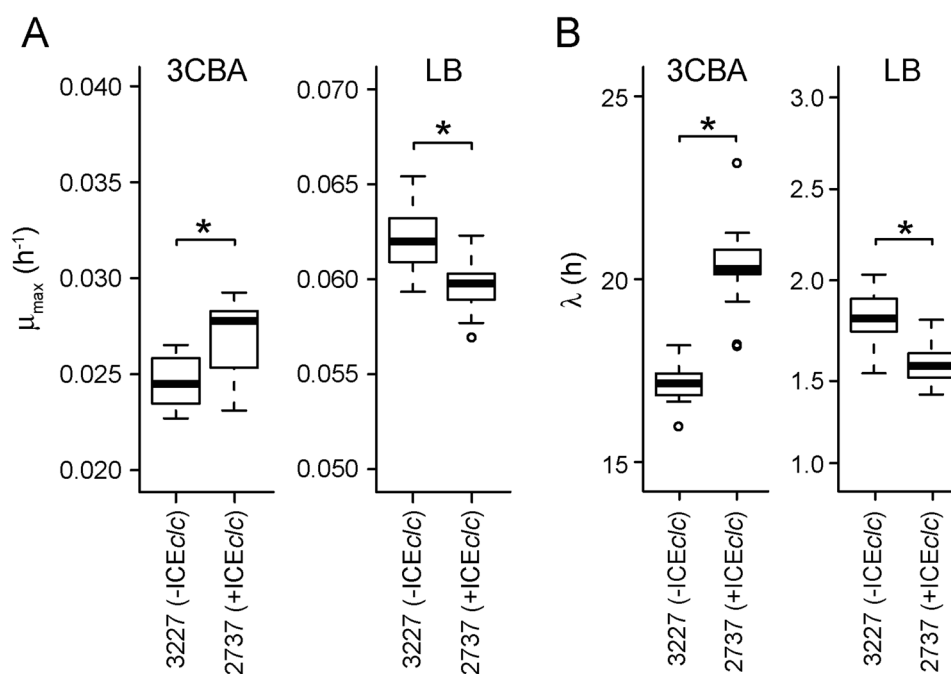 A
B
3CBA
LB
3CBA
LB
μmax (h-1)
0.040
0.035
0.030
0.025
0.020
*
0.070
0.065
0.060
0.055
0.050
*
λ (h)
25
20
15
*
3.0
2.5
2.0
1.5
1.0
*
3227 (-ICEclc)
2737 (+ICEclc)
3227 (-ICEclc)
2737 (+ICEclc)
3227 (-ICEclc)
2737 (+ICEclc)
3227 (-ICEclc)
2737 (+ICEclc)